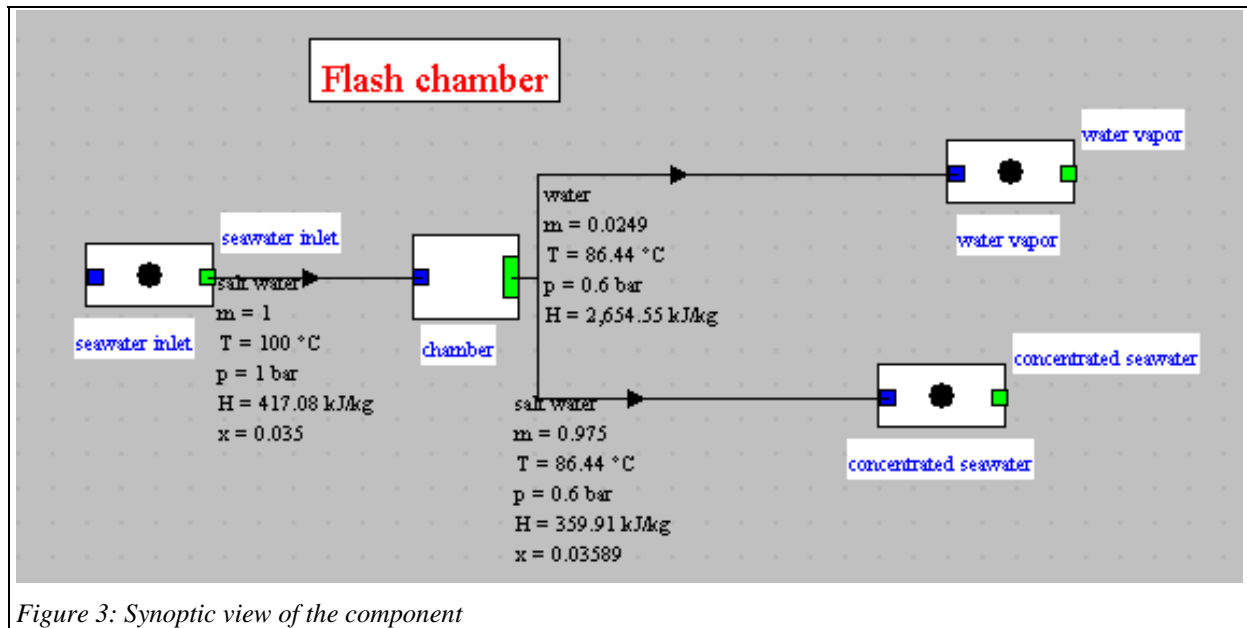 Flash chamber
water vapor
water vapor
water
m = 0.0249
T = 86.44 °C
p = 0.6 bar
H = 2,654.55 kJ/kg
seawater inlet
seawater inlet
salt water
m = 1
T = 100 °C
p = 1 bar
H = 417.08 kJ/kg
x = 0.035
chamber
concentrated seawater
concentrated seawater
salt water
m = 0.975
T = 86.44 °C
p = 0.6 bar
H = 359.91 kJ/kg
x = 0.03589
Figure 3: Synoptic view of the component